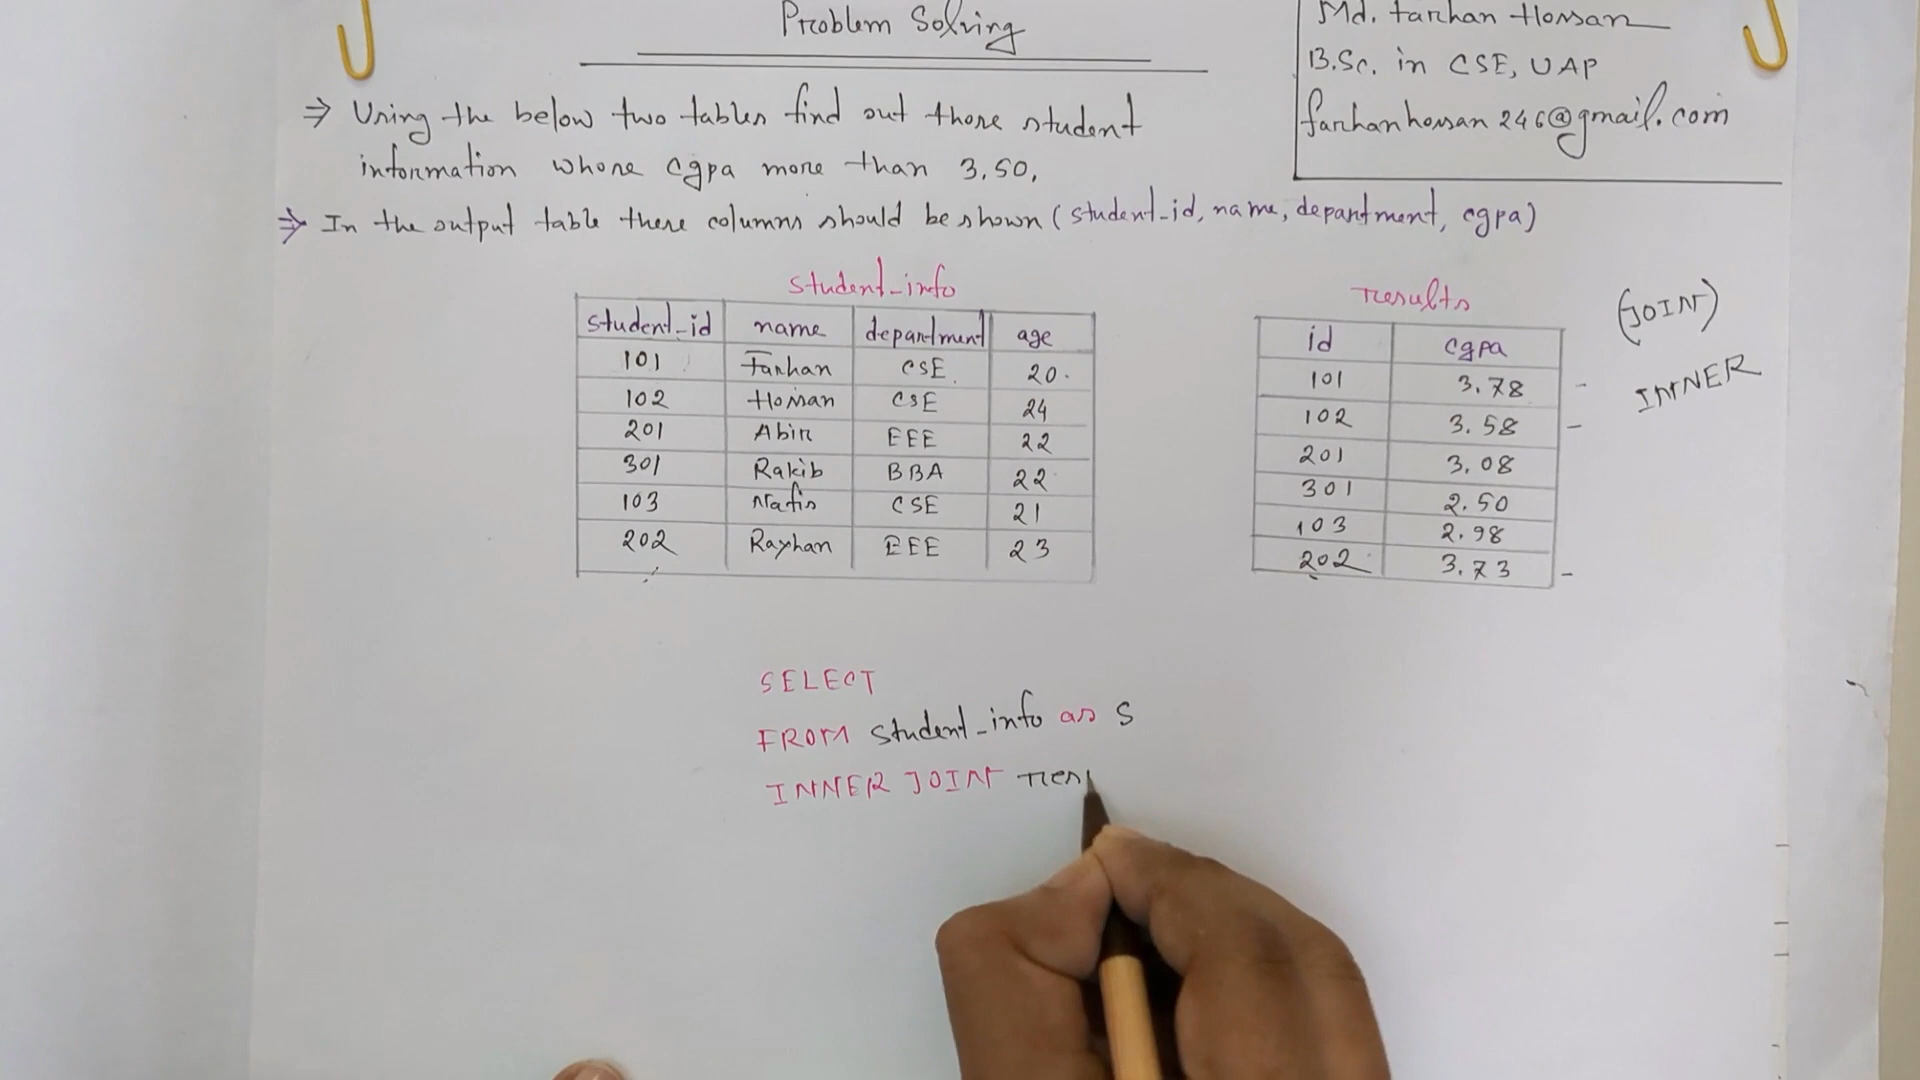 Problem Solving
Md. Farhan Hossan
B.Sc. in CSE, UAP
farhanhossan246@gmail.com
⇒ Using the below two tables find out those student
information whose cgpa more than 3.50,
⇒ In the output table these columns should be shown (student_id, name, department, cgpa)
student_info
student_id name department age
101 Farhan CSE 20
102 Hossan CSE 24
201 Abir EEE 22
301 Rakib BBA 22
103 Nafis CSE 21
202 Rayhan EEE 23
results
id cgpa
101 3.78
102 3.58
201 3.08
301 2.50
103 2.98
202 3.73
(JOIN)
INNER
SELECT
FROM student_info as S
INNER JOIN res